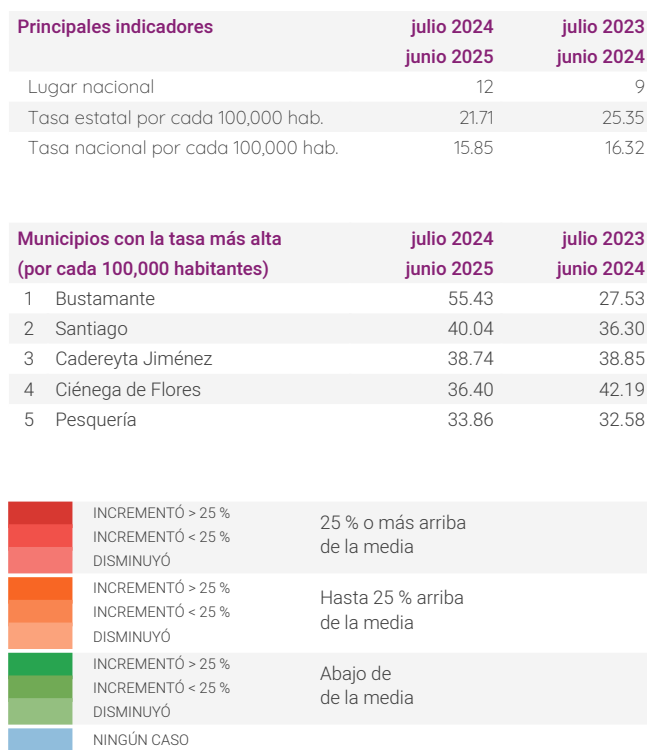 Principales indicadores julio 2024 julio 2023
junio 2025 junio 2024
Lugar nacional 12 9
Tasa estatal por cada 100,000 hab. 21.71 25.35
Tasa nacional por cada 100,000 hab. 15.85 16.32
Municipios con la tasa más alta julio 2024 julio 2023
(por cada 100,000 habitantes) junio 2025 junio 2024
1 Bustamante 55.43 27.53
2 Santiago 40.04 36.30
3 Cadereyta Jiménez 38.74 38.85
4 Ciénega de Flores 36.40 42.19
5 Pesquería 33.86 32.58
INCREMENTÓ > 25 %
INCREMENTÓ < 25 %
DISMINUYÓ
25 % o más arriba
de la media
INCREMENTÓ > 25 %
INCREMENTÓ < 25 %
DISMINUYÓ
Hasta 25 % arriba
de la media
INCREMENTÓ > 25 %
INCREMENTÓ < 25 %
DISMINUYÓ
Abajo de
de la media
NINGÚN CASO